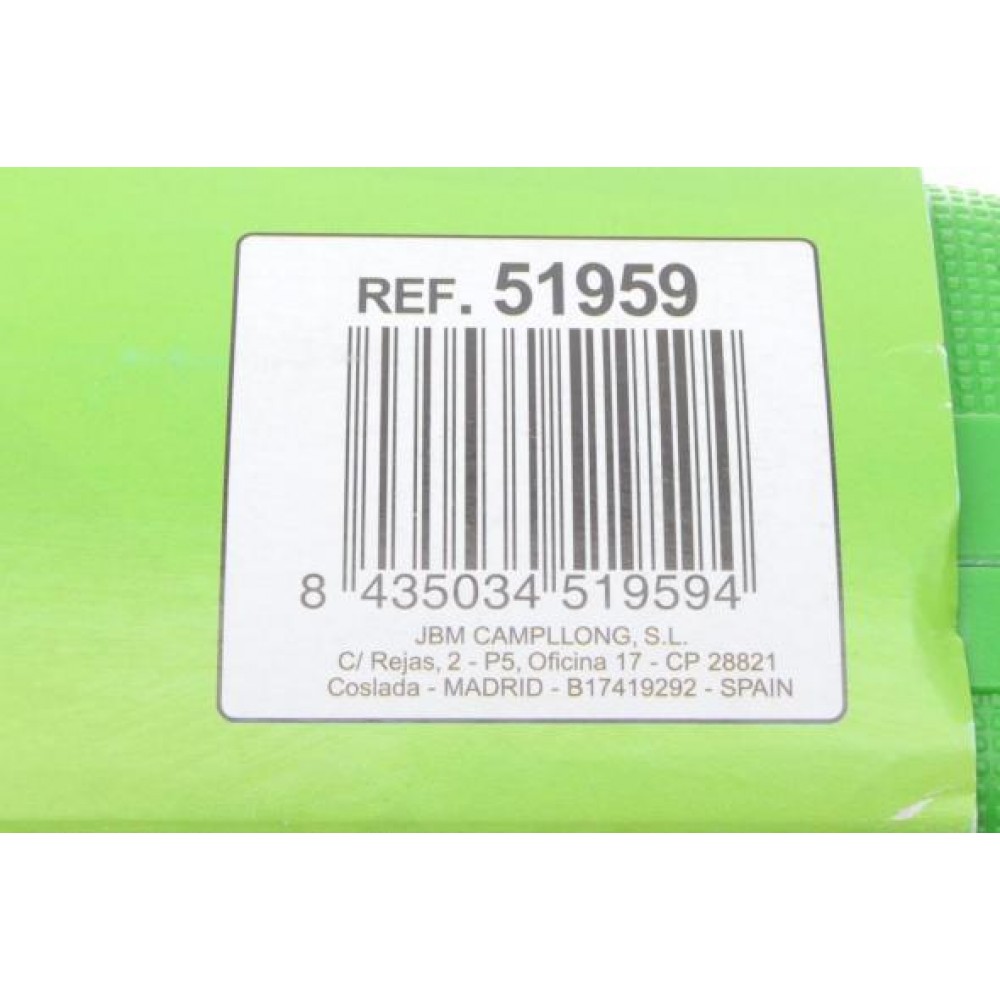 REF. 51959
8 435034 519594
JBM CAMPLLONG, S.L.
C/ Rejas, 2 - P5, Oficina 17 - CP 28821
Coslada - MADRID - B17419292 - SPAIN